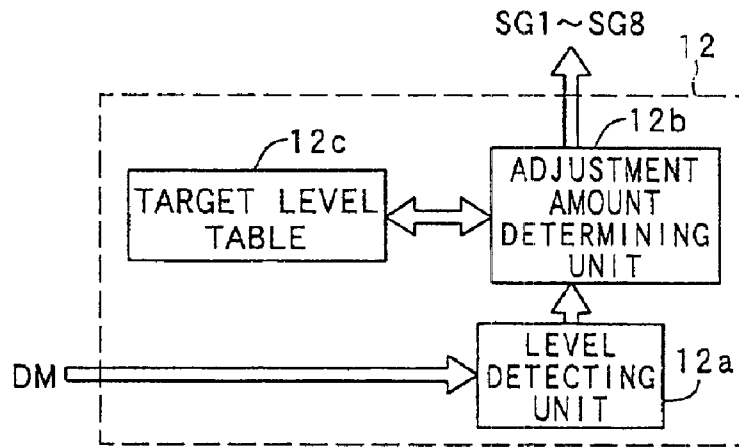 SG1～SG8
12
12c
12b
TARGET LEVEL
TABLE
ADJUSTMENT
AMOUNT
DETERMINING
UNIT
DM
LEVEL
DETECTING
UNIT
12a